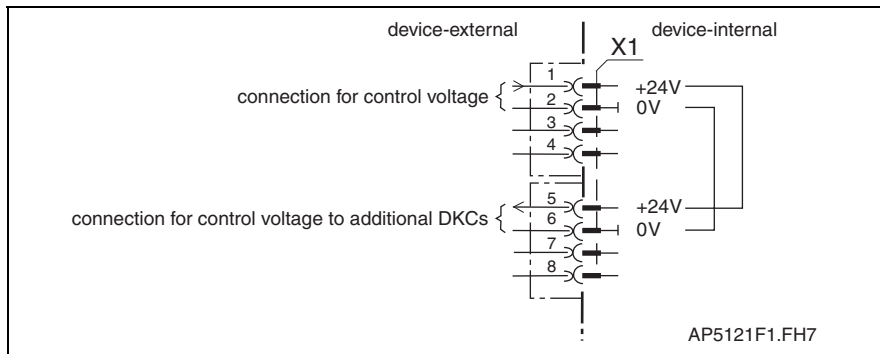 device-external
device-internal
X1
1
+24V
connection for control voltage
2
0V
3
4
5
+24V
connection for control voltage to additional DKCs
6
0V
7
8
AP5121F1.FH7